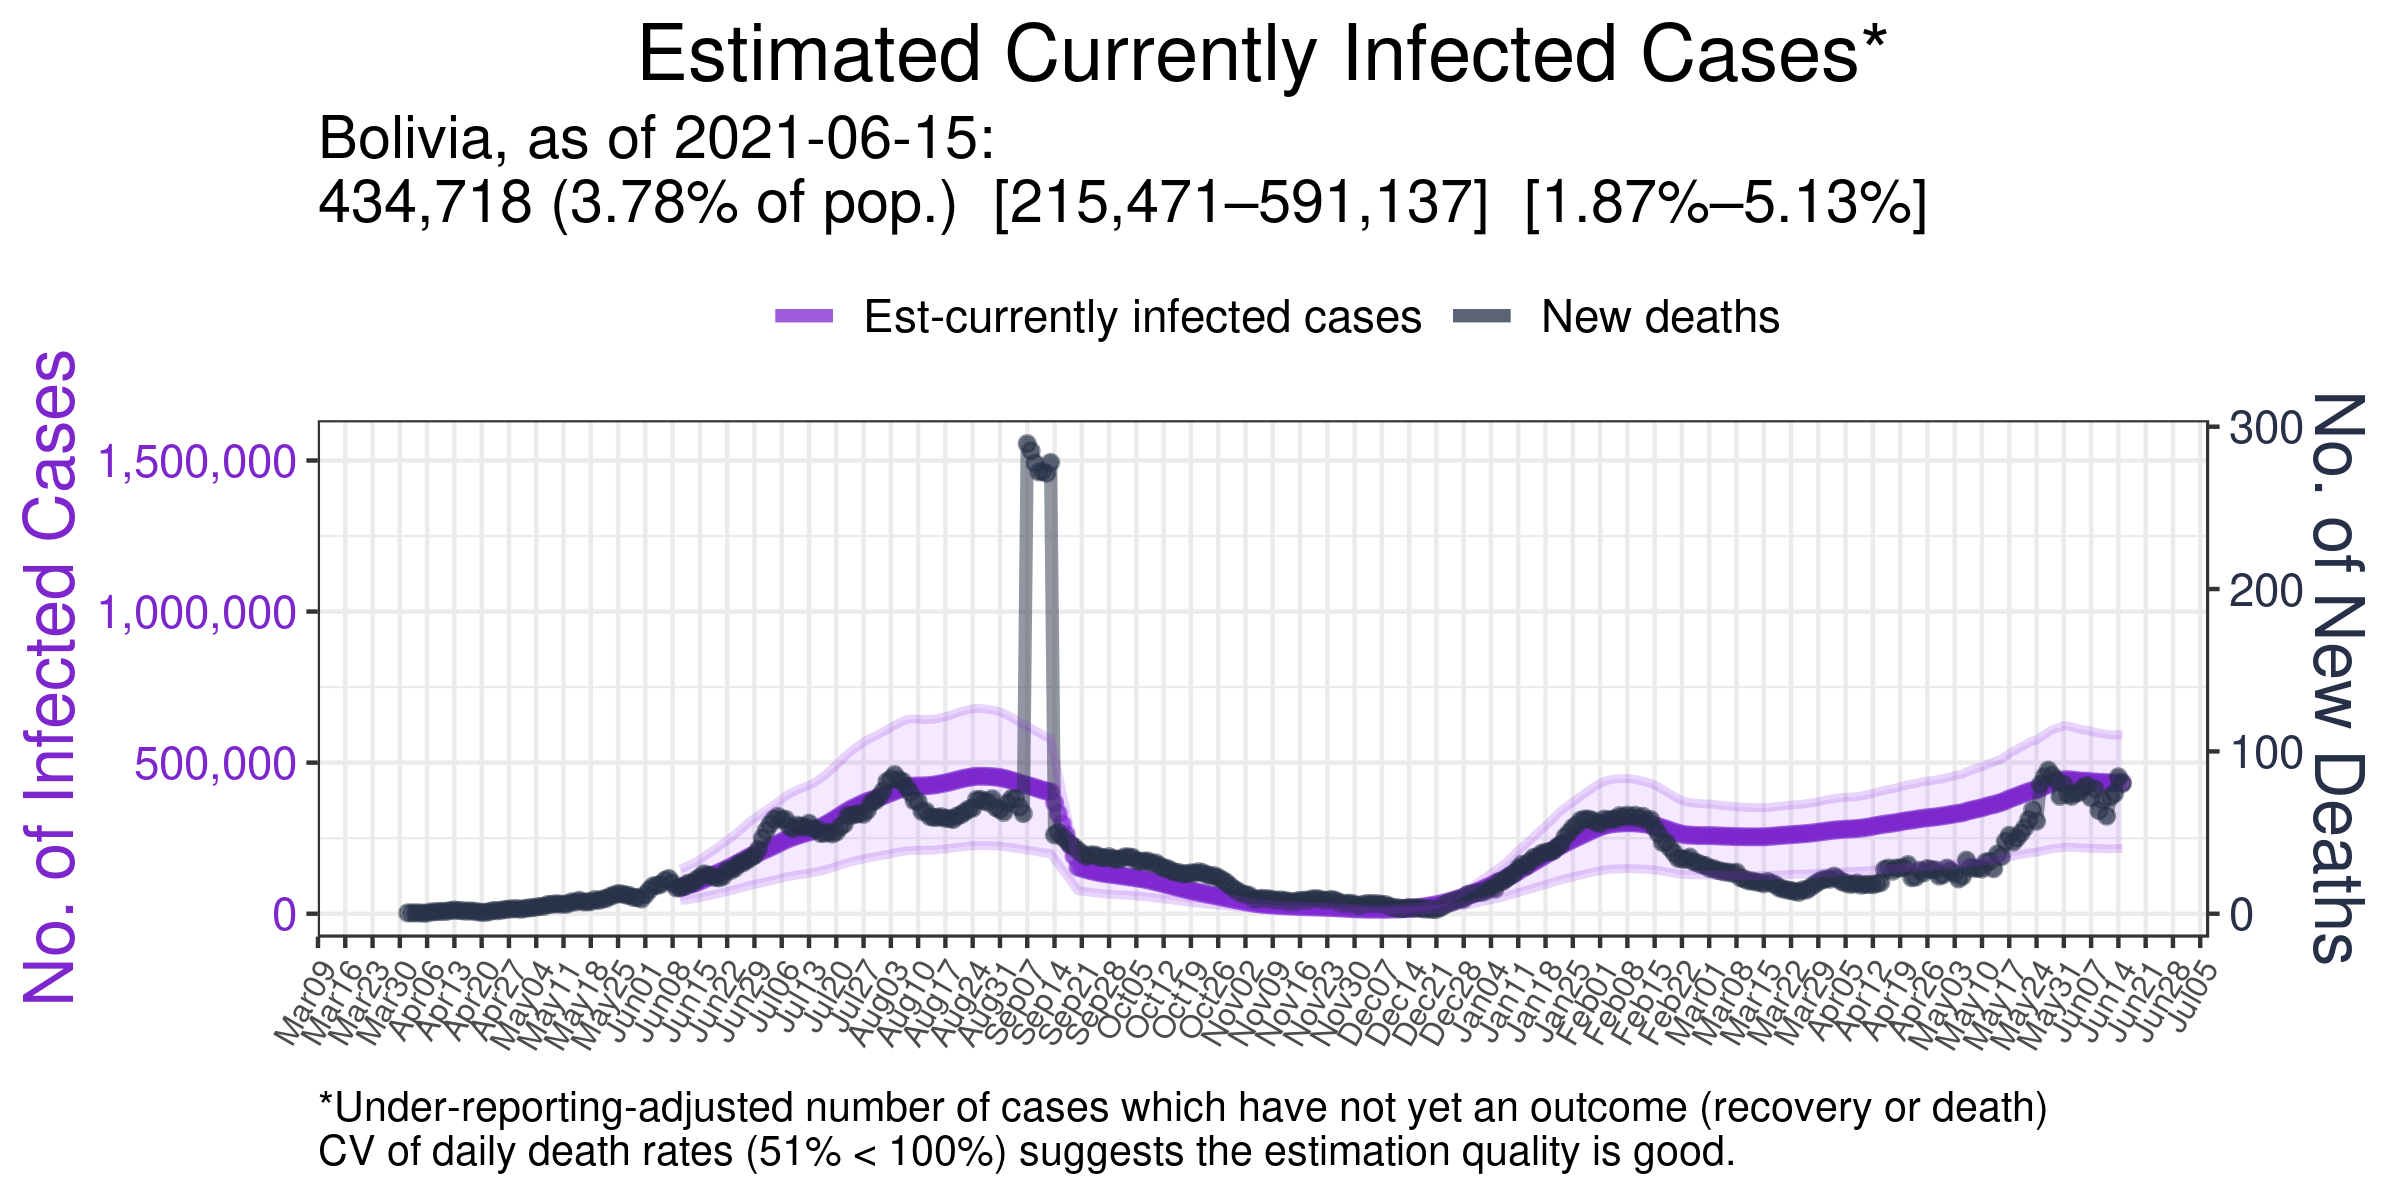 Estimated Currently Infected Cases*
Bolivia, as of 2021-06-15:
434,718 (3.78% of pop.) [215,471–591,137] [1.87%–5.13%]
Est-currently infected cases New deaths
No. of Infected Cases
1,500,000
1,000,000
500,000
0
300
200
100
0
No. of New Deaths
Mar09 Mar16 Mar23 Mar30 Apr06 Apr13 Apr20 Apr27 May04 May11 May18 May25 Jun01 Jun08 Jun15 Jun22 Jun29 Jul06 Jul13 Jul20 Jul27 Aug03 Aug10 Aug17 Aug24 Aug31 Sep07 Sep14 Sep21 Sep28 Oct05 Oct12 Oct19 Oct26 Nov02 Nov09 Nov16 Nov23 Nov30 Dec07 Dec14 Dec21 Dec28 Jan04 Jan11 Jan18 Jan25 Feb01 Feb08 Feb15 Feb22 Mar01 Mar08 Mar15 Mar22 Mar29 Apr05 Apr12 Apr19 Apr26 May03 May10 May17 May24 May31 Jun07 Jun14 Jun21 Jun28 Jul05
*Under-reporting-adjusted number of cases which have not yet an outcome (recovery or death)
CV of daily death rates (51% < 100%) suggests the estimation quality is good.